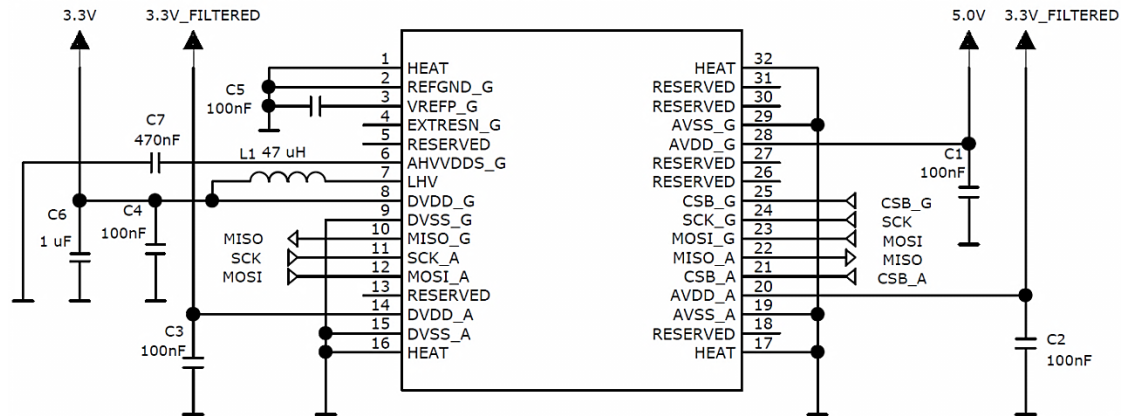 3.3V 3.3V_FILTERED 5.0V 3.3V_FILTERED
1 HEAT HEAT 32
2 REFGND_G RESERVED 31
C5 100nF 3 VREFP_G RESERVED 30
4 EXTRESN_G AVSS_G 29
C7 470nF 5 RESERVED AVDD_G 28
6 AHVVDDS_G RESERVED 27
L1 47 uH 7 LHV RESERVED 26
C1 100nF
8 DVDD_G CSB_G 25 CSB_G
C6 1 uF C4 100nF
9 DVSS_G SCK_G 24 SCK
MISO 10 MISO_G MOSI_G 23 MOSI
SCK 11 SCK_A MISO_A 22 MISO
MOSI 12 MOSI_A CSB_A 21 CSB_A
13 RESERVED AVDD_A 20
14 DVDD_A AVSS_A 19
C3 100nF 15 DVSS_A RESERVED 18
16 HEAT HEAT 17
C2 100nF